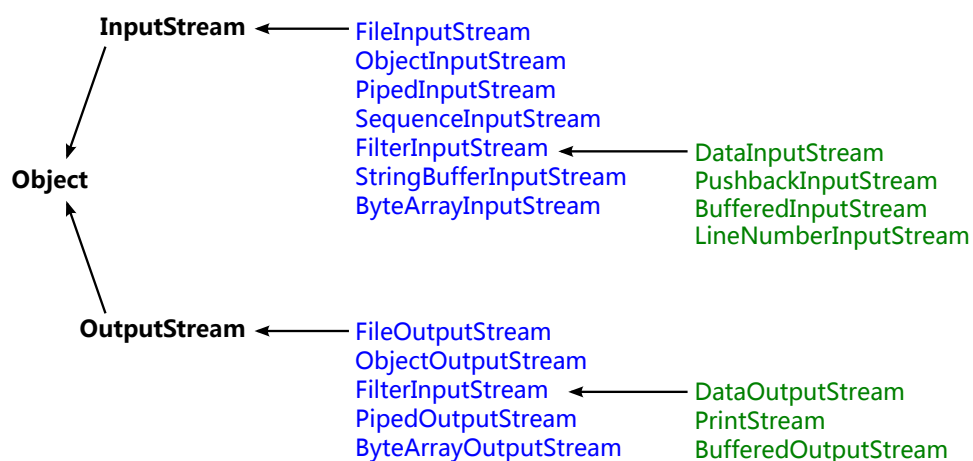 InputStream
FileInputStream
ObjectInputStream
PipedInputStream
SequenceInputStream
FilterInputStream
StringBufferInputStream
ByteArrayInputStream
DataInputStream
PushbackInputStream
BufferedInputStream
LineNumberInputStream
Object
OutputStream
FileOutputStream
ObjectOutputStream
FilterInputStream
PipedOutputStream
ByteArrayOutputStream
DataOutputStream
PrintStream
BufferedOutputStream